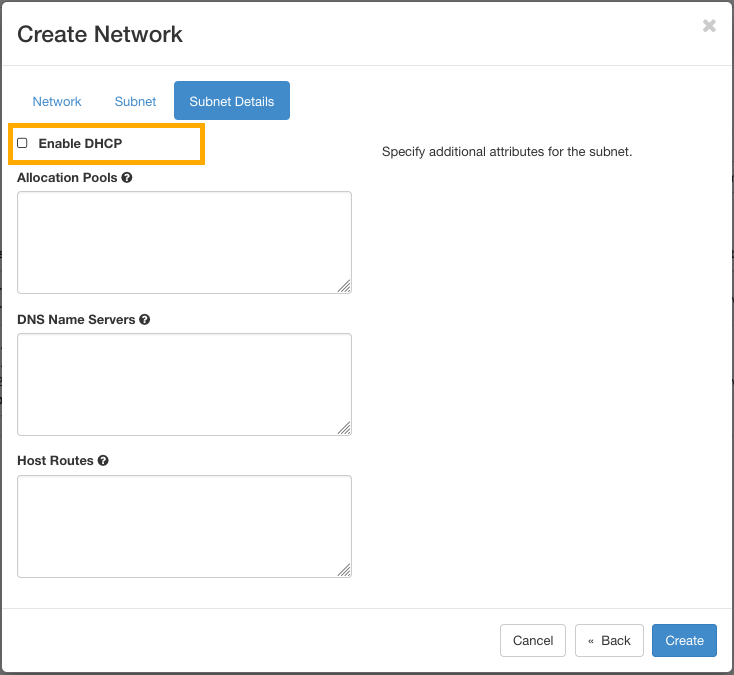 Create Network
×
Network Subnet Subnet Details
Enable DHCP
Specify additional attributes for the subnet.
Allocation Pools ?
DNS Name Servers ?
Host Routes ?
Cancel « Back Create